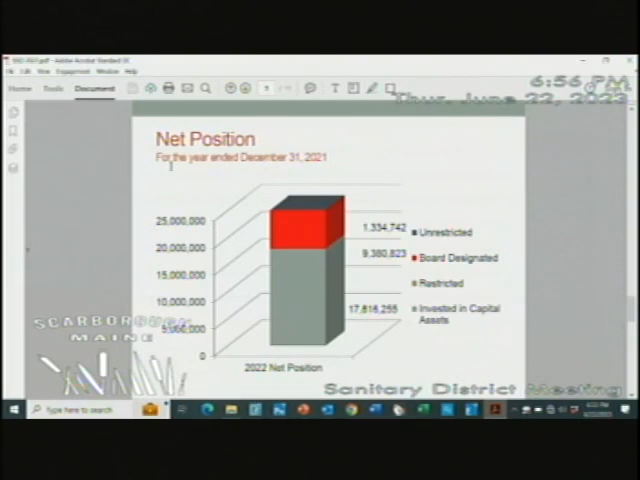 Home Tools Document
6:56 PM
Thur, June 22, 2023
Net Position
For the year ended December 31, 2021
25,000,000
20,000,000
15,000,000
10,000,000
5,000,000
0
1,334,742
9,380,823
17,816,255
Unrestricted
Board Designated
Restricted
Invested in Capital
Assets
2022 Net Position
SCARBOROUGH
MAINE
Sanitary District Meeting
Type here to search